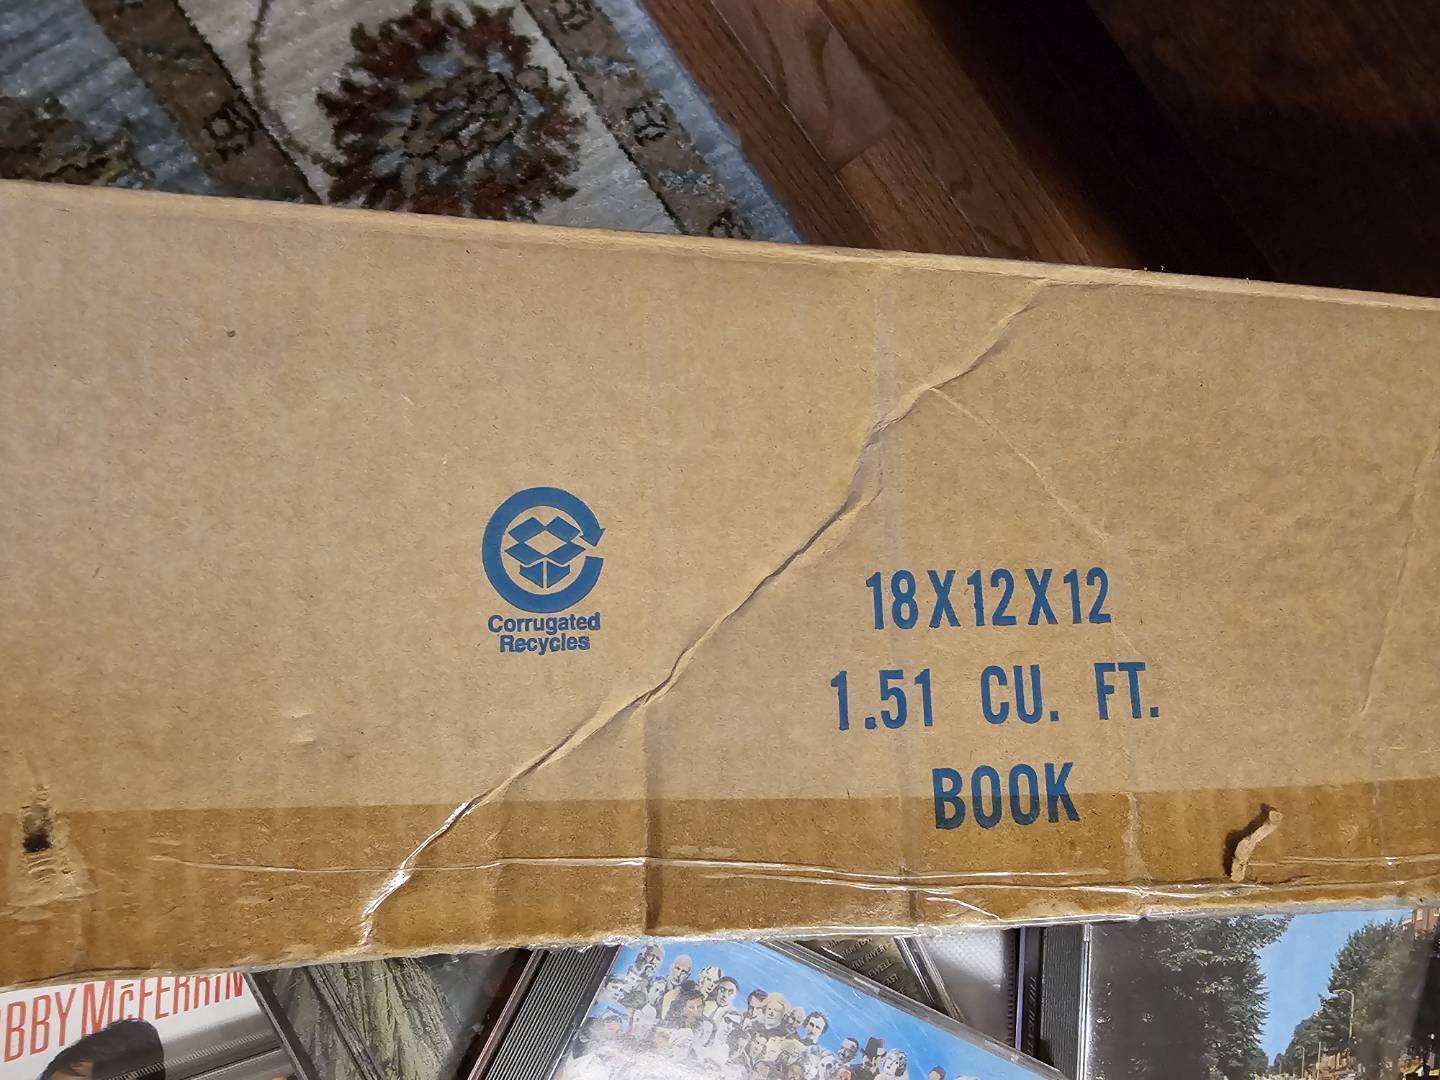 Corrugated
Recycles
18X12X12
1.51 CU. FT.
BOOK
BBY McFERRIN